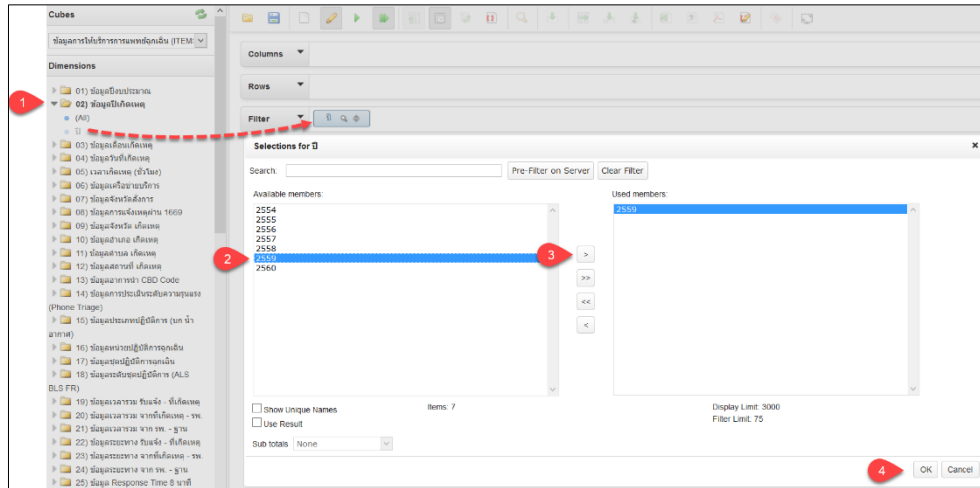 Cubes
ข้อมูลการให้บริการการแพทย์ฉุกเฉิน (ITEM:
Dimensions
01) ข้อมูลปีงบประมาณ
02) ข้อมูลปีเกิดเหตุ
(All)
ปี
03) ข้อมูลเดือนเกิดเหตุ
04) ข้อมูลวันที่เกิดเหตุ
05) เวลาเกิดเหตุ (ชั่วโมง)
06) ข้อมูลเครือข่ายบริการ
07) ข้อมูลจังหวัดสั่งการ
08) ข้อมูลการแจ้งเหตุผ่าน 1669
09) ข้อมูลจังหวัด เกิดเหตุ
10) ข้อมูลอำเภอ เกิดเหตุ
11) ข้อมูลตำบล เกิดเหตุ
12) ข้อมูลสถานที่ เกิดเหตุ
13) ข้อมูลอาการนำ CBD Code
14) ข้อมูลการประเมินระดับความรุนแรง
(Phone Triage)
15) ข้อมูลประเภทปฏิบัติการ (บก น้ำ
อากาศ)
16) ข้อมูลหน่วยปฏิบัติการฉุกเฉิน
17) ข้อมูลชุดปฏิบัติการฉุกเฉิน
18) ข้อมูลระดับชุดปฏิบัติการ (ALS
BLS FR)
19) ข้อมูลเวลารวม รับแจ้ง - ที่เกิดเหตุ
20) ข้อมูลเวลารวม จากที่เกิดเหตุ - รพ.
21) ข้อมูลเวลารวม จาก รพ. - ฐาน
22) ข้อมูลระยะทาง รับแจ้ง - ที่เกิดเหตุ
23) ข้อมูลระยะทาง จากที่เกิดเหตุ - รพ.
24) ข้อมูลระยะทาง จาก รพ. - ฐาน
25) ข้อมูล Response Time 8 นาที
1
Columns
Rows
Filter
ปี
Selections for ปี
Search:
Pre-Filter on Server
Clear Filter
Available members:
2554
2555
2556
2557
2558
2559
2560
2
3
>
>>
<<
<
Used members:
2559
Show Unique Names
Use Result
Items: 7
Display Limit: 3000
Filter Limit: 75
Sub totals
None
4
OK
Cancel